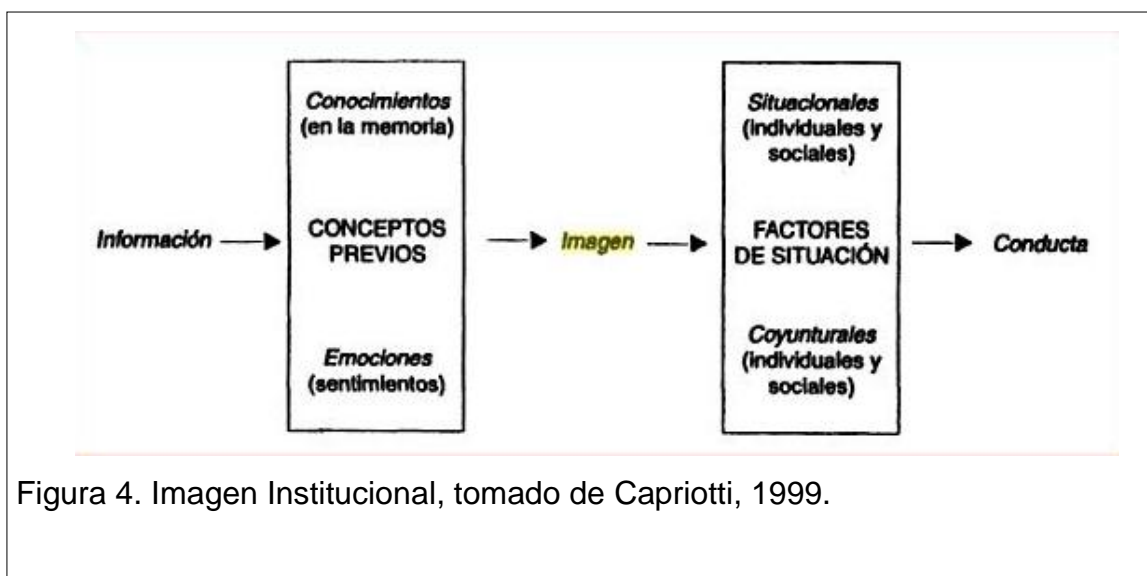 Información
Conocimientos
(en la memoria)
CONCEPTOS
PREVIOS
Emociones
(sentimientos)
Imagen
Situacionales
(individuales y
sociales)
FACTORES
DE SITUACIÓN
Coyunturales
(individuales y
sociales)
Conducta
Figura 4. Imagen Institucional, tomado de Capriotti, 1999.